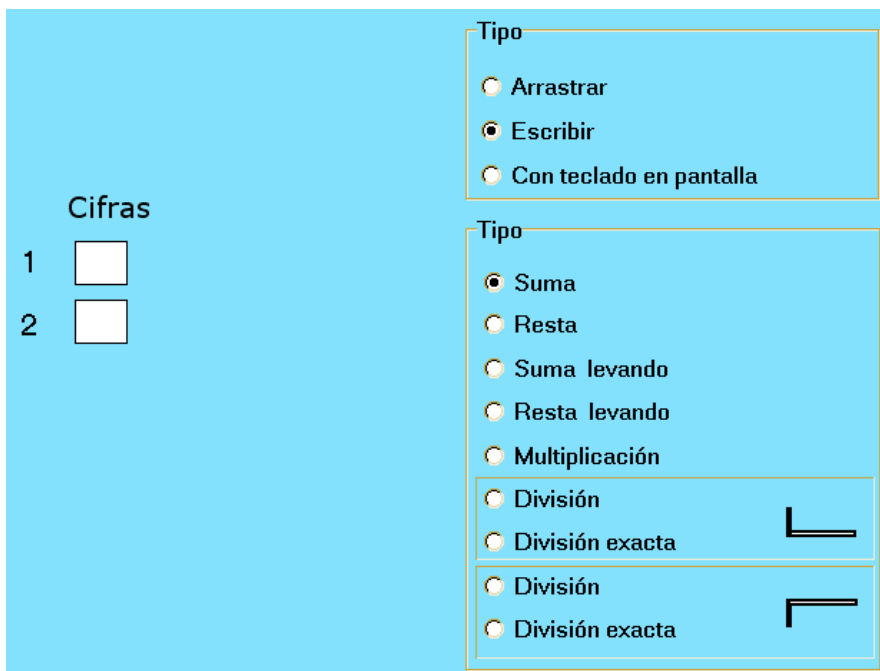 Cifras
1
2
Tipo
Arrastrar
Escribir
Con teclado en pantalla
Tipo
Suma
Resta
Suma levando
Resta levando
Multiplicación
División
División exacta
División
División exacta